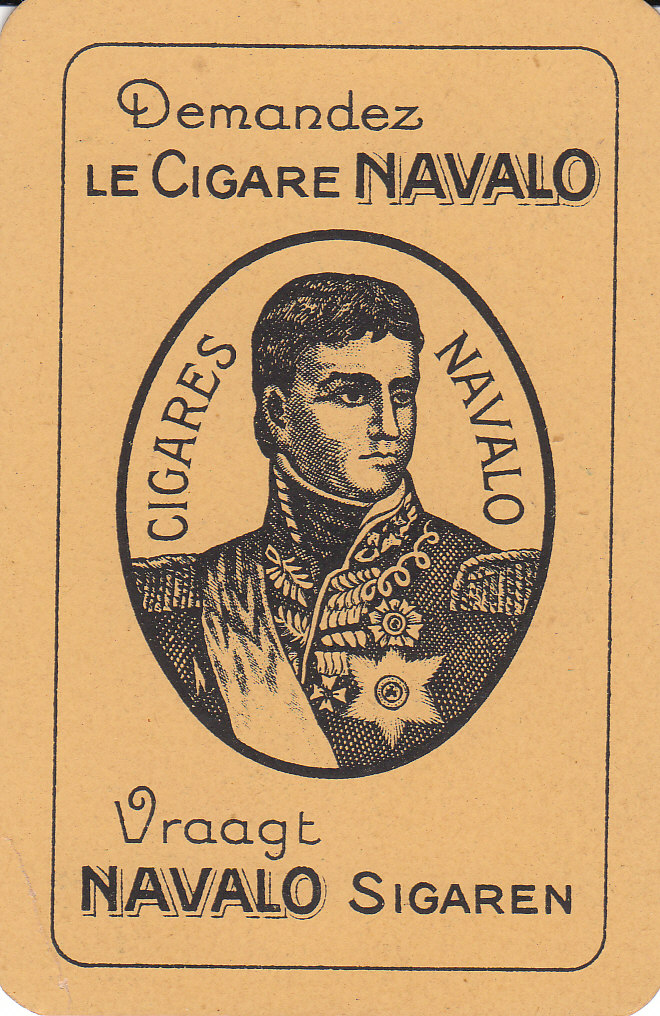 Demandez
LE CIGARE NAVALO
CIGARES NAVALO
Vraagt
NAVALO SIGAREN